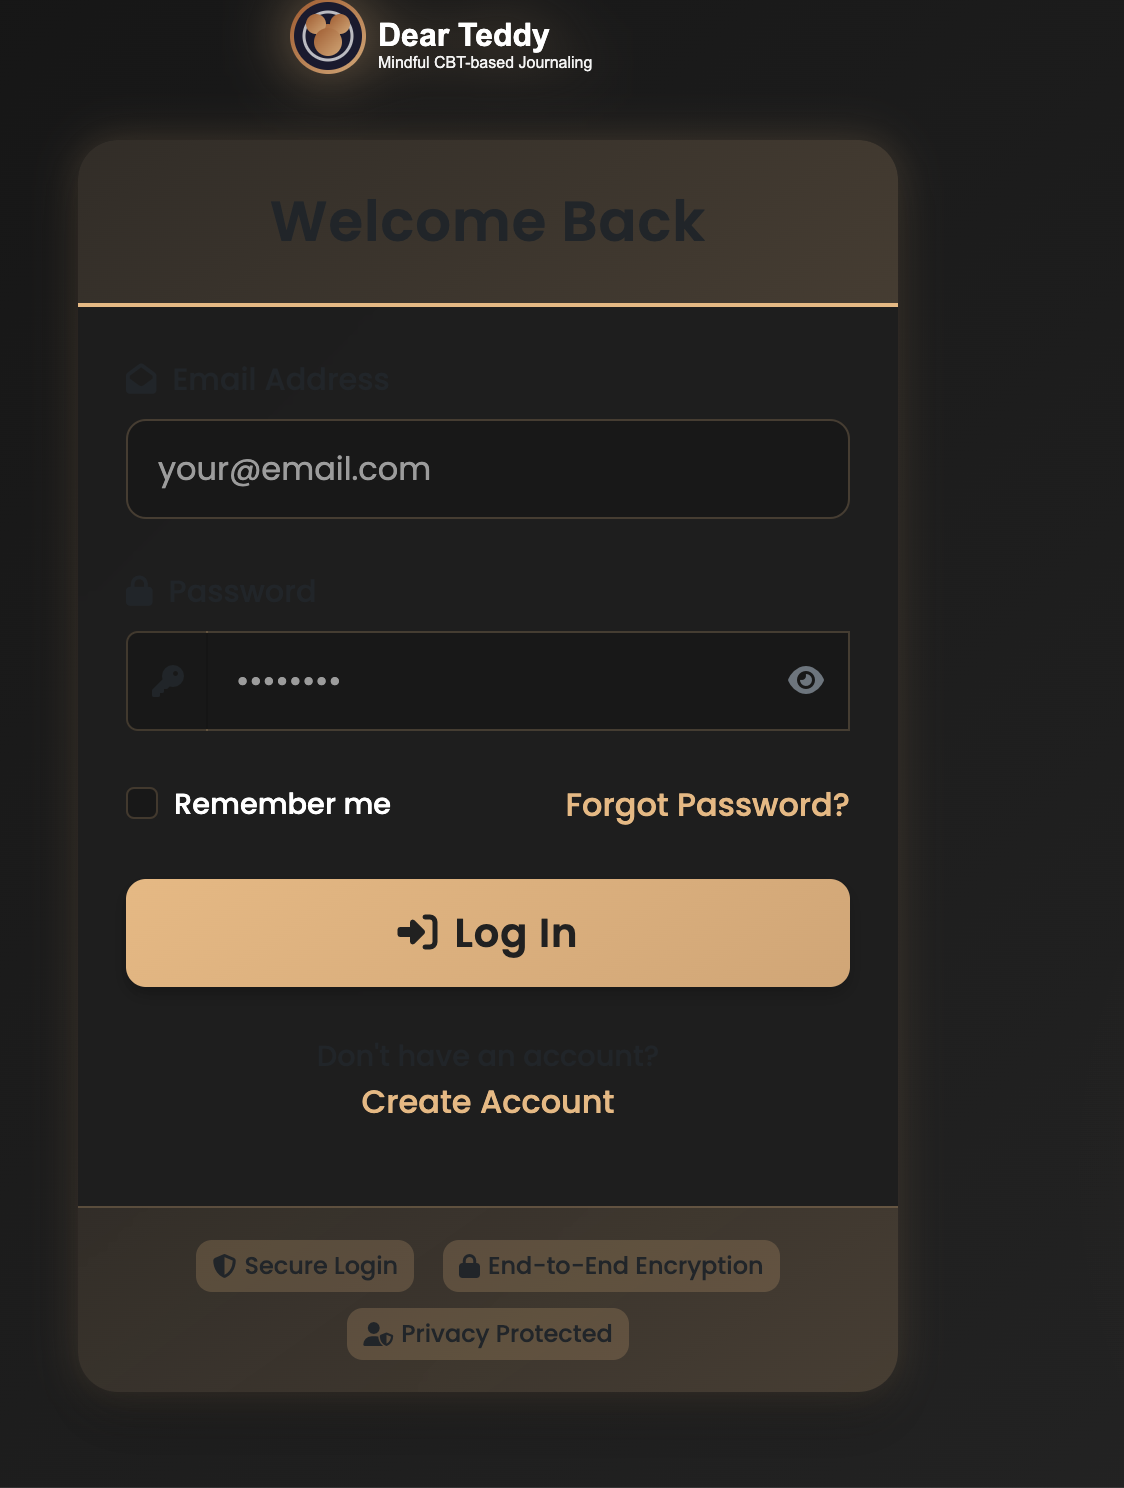 Dear Teddy
Mindful CBT-based Journaling
Welcome Back
Email Address
your@email.com
Password
••••••••
Remember me
Forgot Password?
Log In
Don't have an account?
Create Account
Secure Login
End-to-End Encryption
Privacy Protected